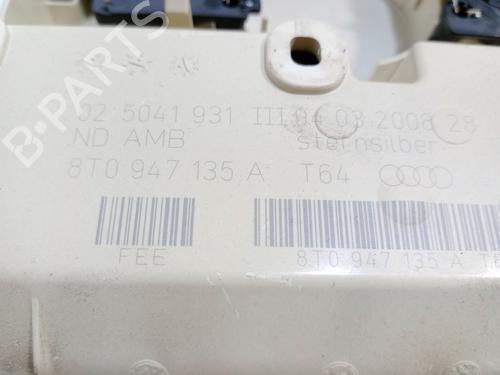 02 5041 931 III 04 03 2008 28
ND AMB sternsilber
8T0 947 135 A T64
FEE 8T0 947 135 A T6
B-PARTS